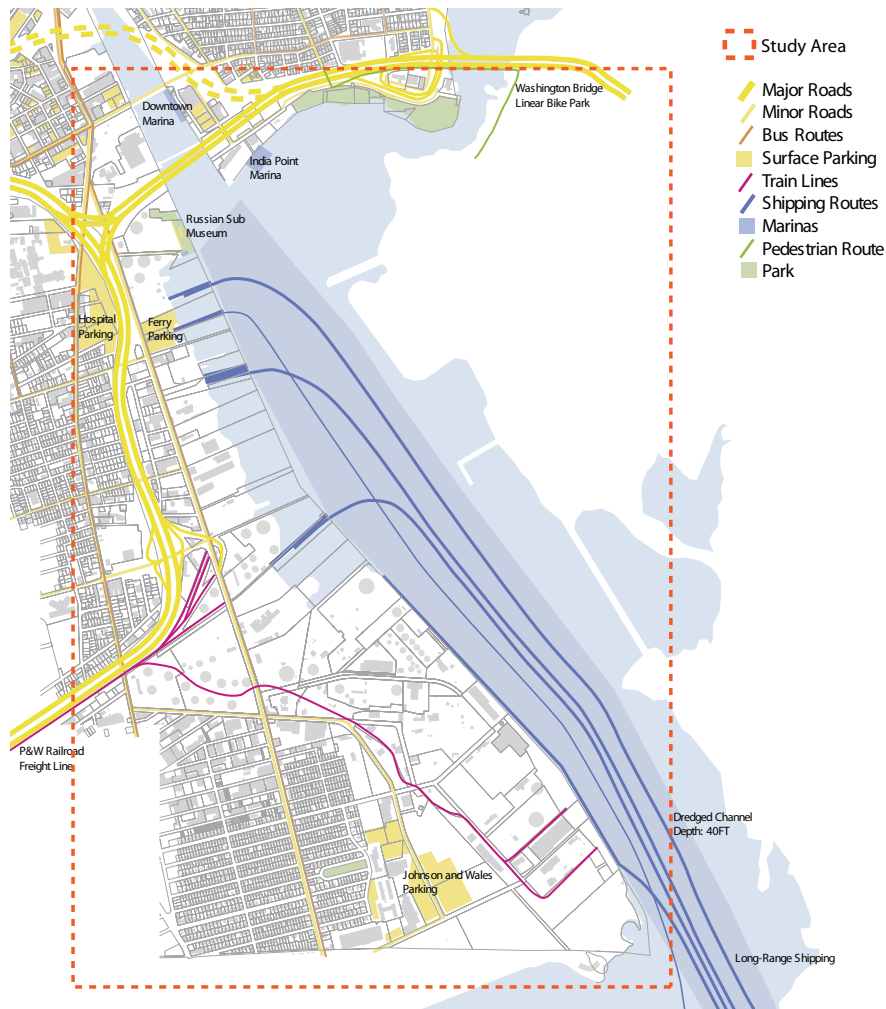 Study Area
Major Roads
Minor Roads
Bus Routes
Surface Parking
Train Lines
Shipping Routes
Marinas
Pedestrian Route
Park
Washington Bridge
Linear Bike Park
Downtown
Marina
India Point
Marina
Russian Sub
Museum
Hospital
Parking
Ferry
Parking
P&W Railroad
Freight Line
Dredged Channel
Depth: 40FT
Johnson and Wales
Parking
Long-Range Shipping